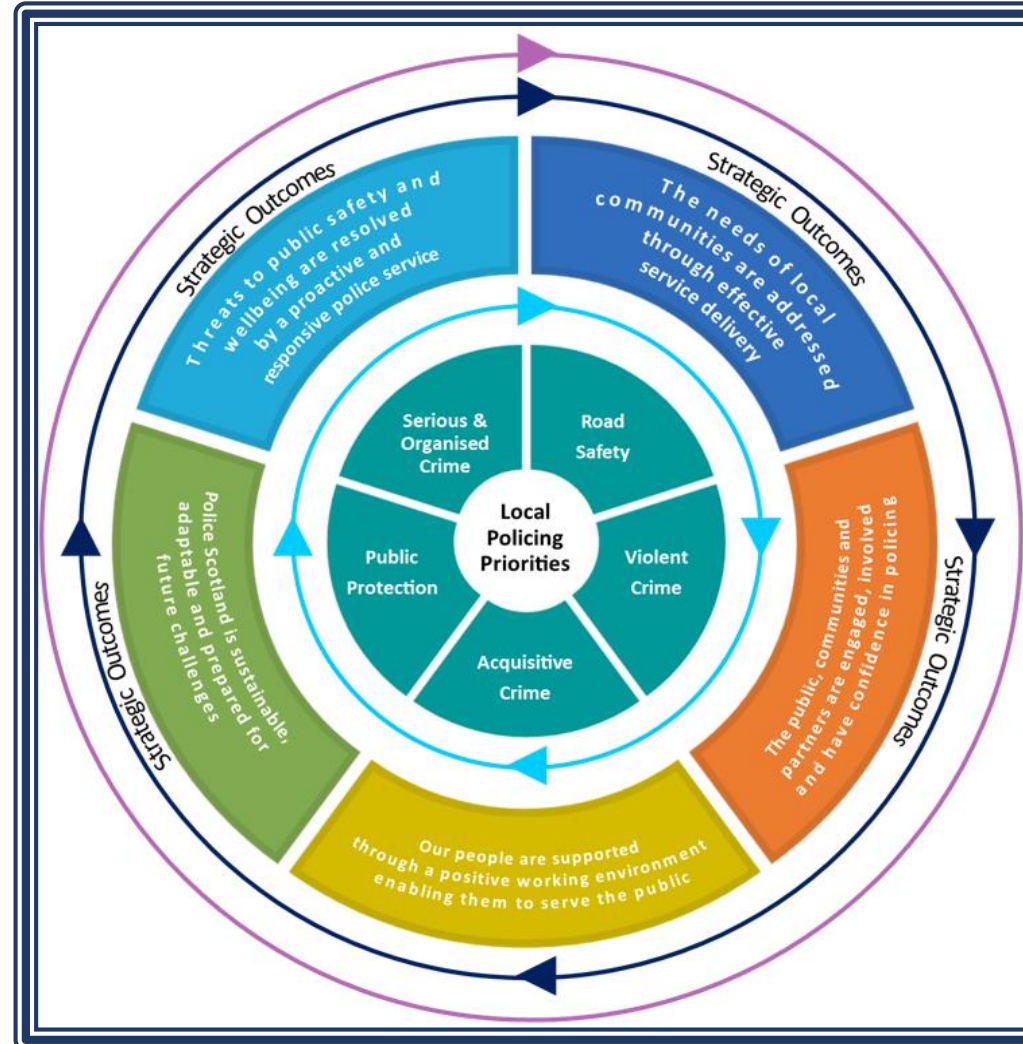 Strategic Outcomes
Threats to public safety and
wellbeing are resolved
by a proactive and
responsive police service
Strategic Outcomes
The needs of local
communities are addressed
through effective
service delivery
Strategic Outcomes
The public, communities and
partners are engaged, involved
and have confidence in policing
Our people are supported
through a positive working environment
enabling them to serve the public
Strategic Outcomes
Police Scotland is sustainable,
adaptable and prepared for
future challenges
Serious &
Organised
Crime
Road
Safety
Violent
Crime
Acquisitive
Crime
Public
Protection
Local
Policing
Priorities